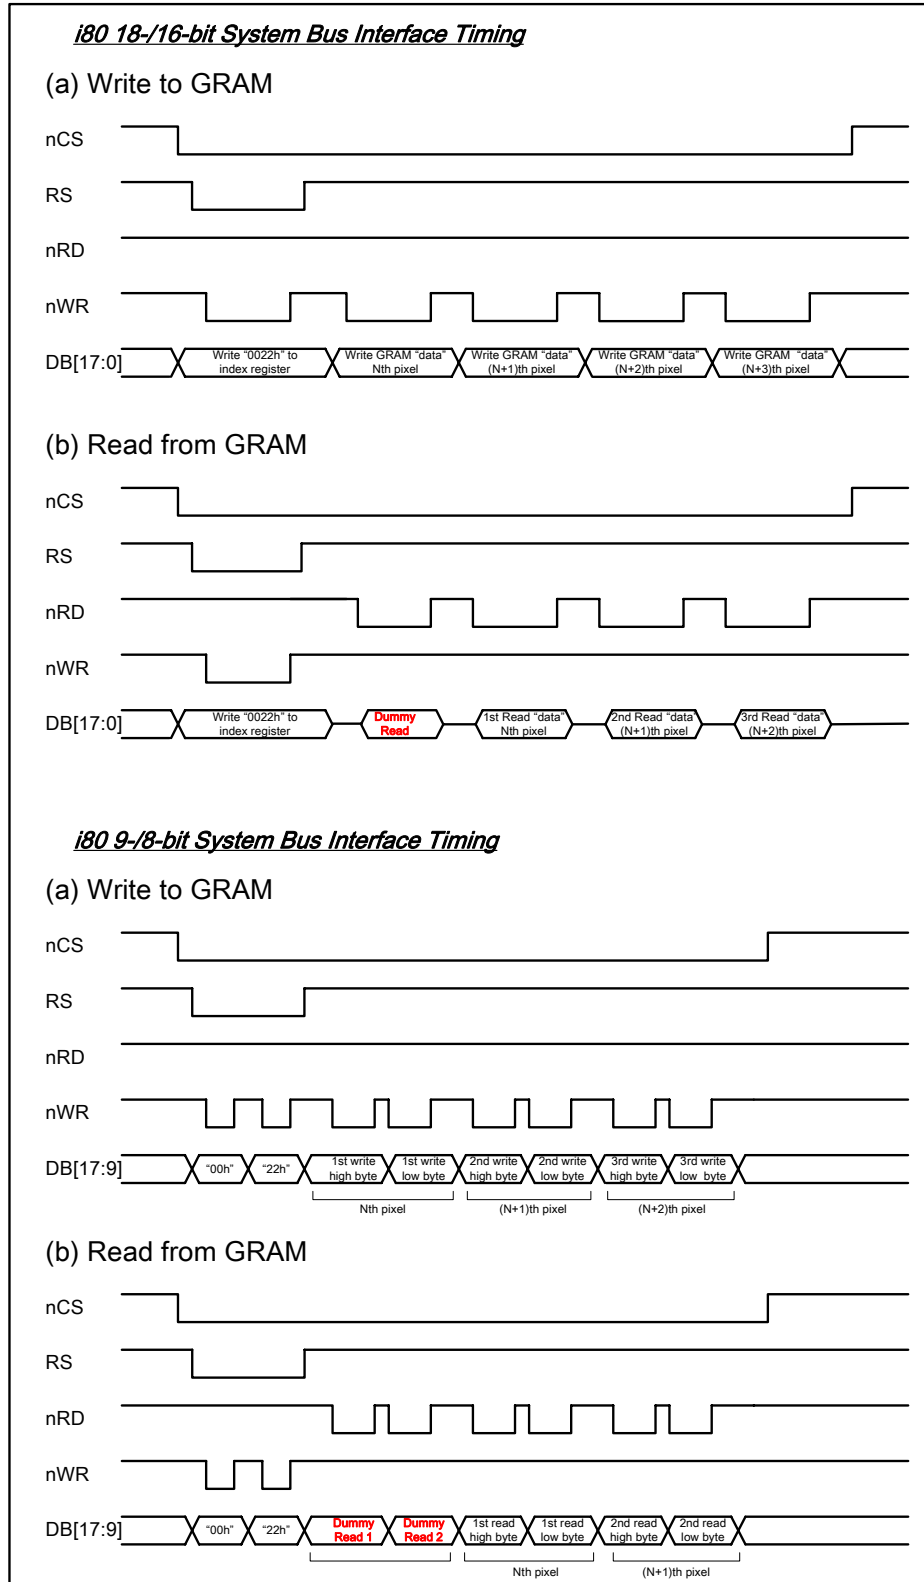 i80 18-/16-bit System Bus Interface Timing
(a) Write to GRAM
nCS
RS
nRD
nWR
DB[17:0]
Write “0022h” to
index register
Write GRAM “data”
Nth pixel
Write GRAM “data”
(N+1)th pixel
Write GRAM “data”
(N+2)th pixel
Write GRAM “data”
(N+3)th pixel
(b) Read from GRAM
nCS
RS
nRD
nWR
DB[17:0]
Write “0022h” to
index register
Dummy
Read
1st Read “data”
Nth pixel
2nd Read “data”
(N+1)th pixel
3rd Read “data”
(N+2)th pixel
i80 9-/8-bit System Bus Interface Timing
(a) Write to GRAM
nCS
RS
nRD
nWR
DB[17:9]
“00h”
“22h”
1st write
high byte
1st write
low byte
2nd write
high byte
2nd write
low byte
3rd write
high byte
3rd write
low byte
Nth pixel
(N+1)th pixel
(N+2)th pixel
(b) Read from GRAM
nCS
RS
nRD
nWR
DB[17:9]
“00h”
“22h”
Dummy
Read 1
Dummy
Read 2
1st read
high byte
1st read
low byte
2nd read
high byte
2nd read
low byte
Nth pixel
(N+1)th pixel